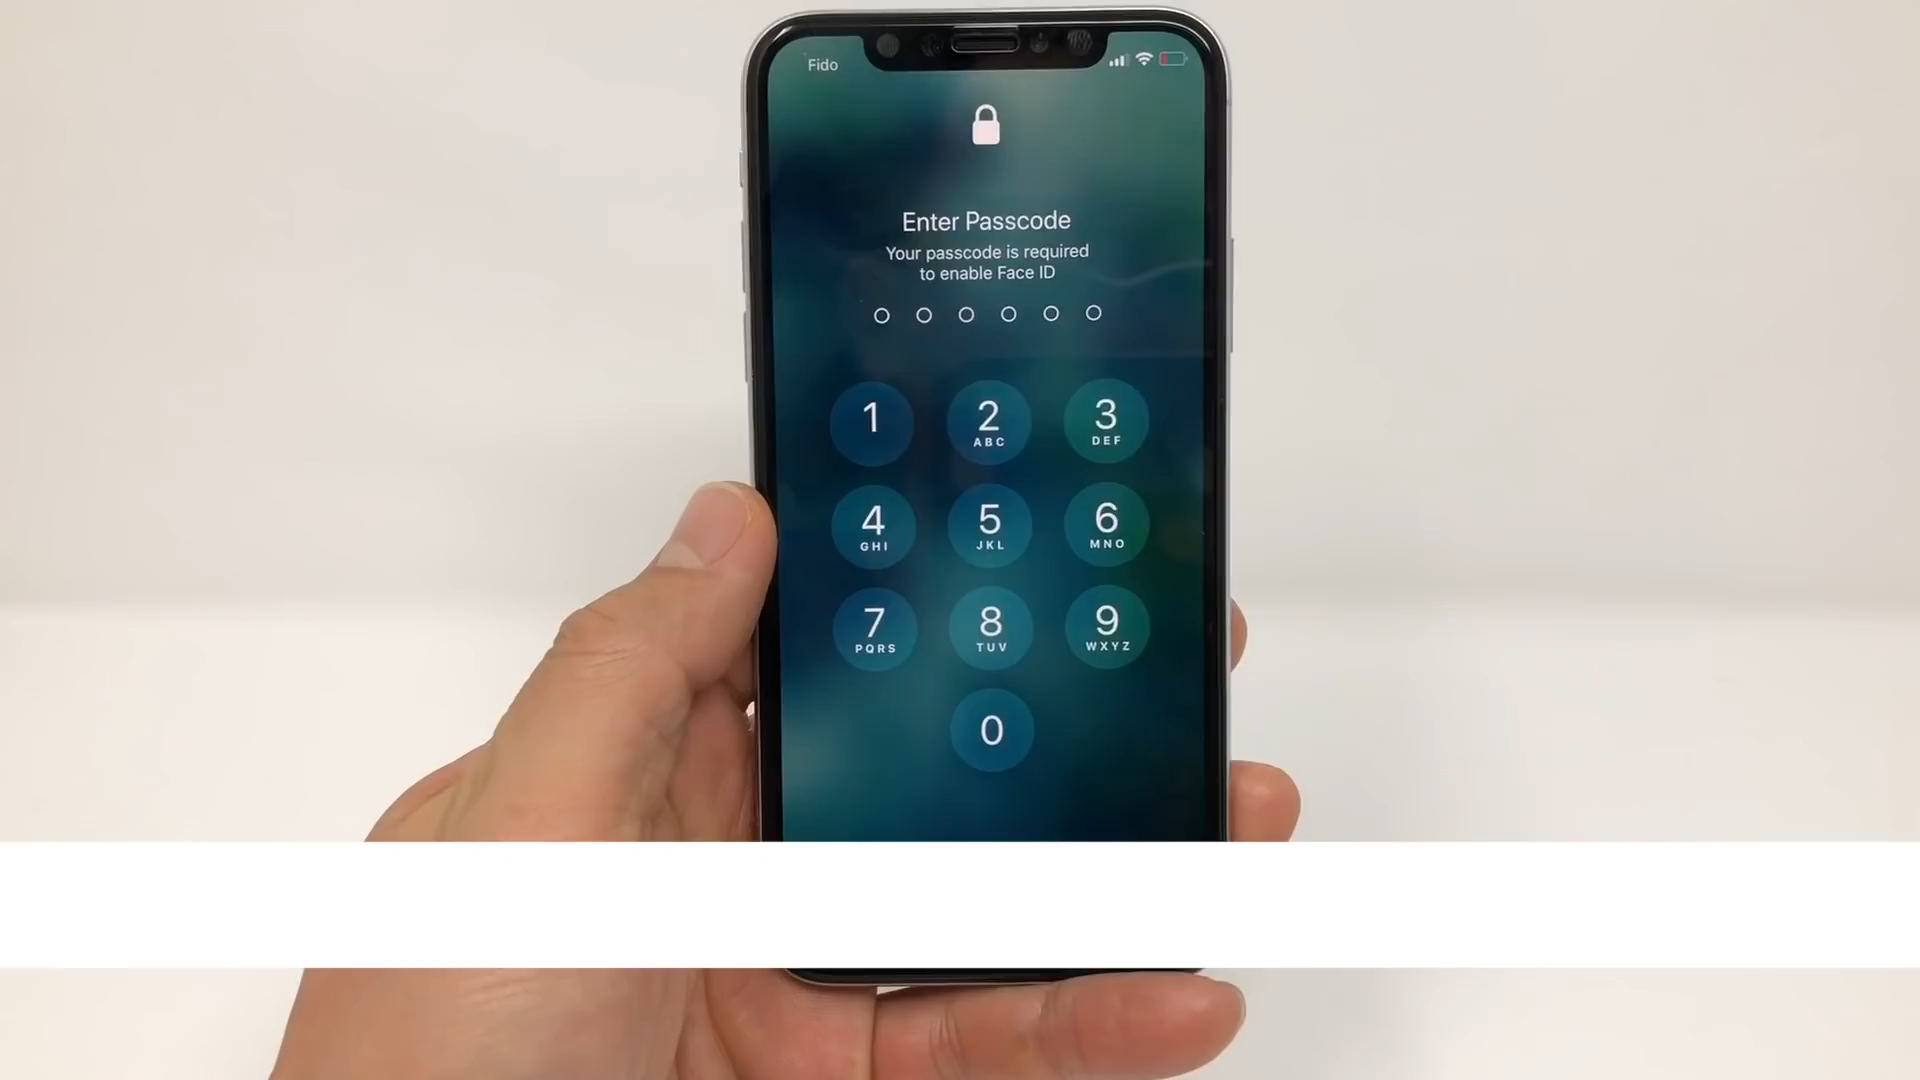 Fido
Enter Passcode
Your passcode is required
to enable Face ID
1 2 3
ABC DEF
4 5 6
GHI JKL MNO
7 8 9
PQRS TUV WXYZ
0